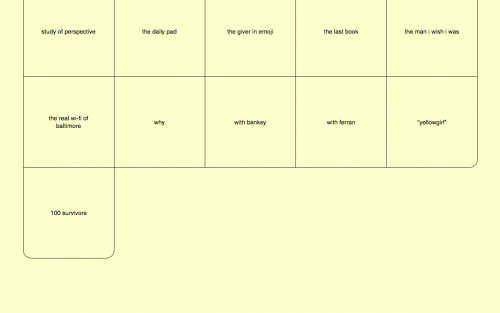 study of perspective
the daily pad
the giver in emoji
the last book
the man i wish i was
the real wi-fi of
baltimore
why
with banksy
with ferran
"yellowgirl"
100 survivors